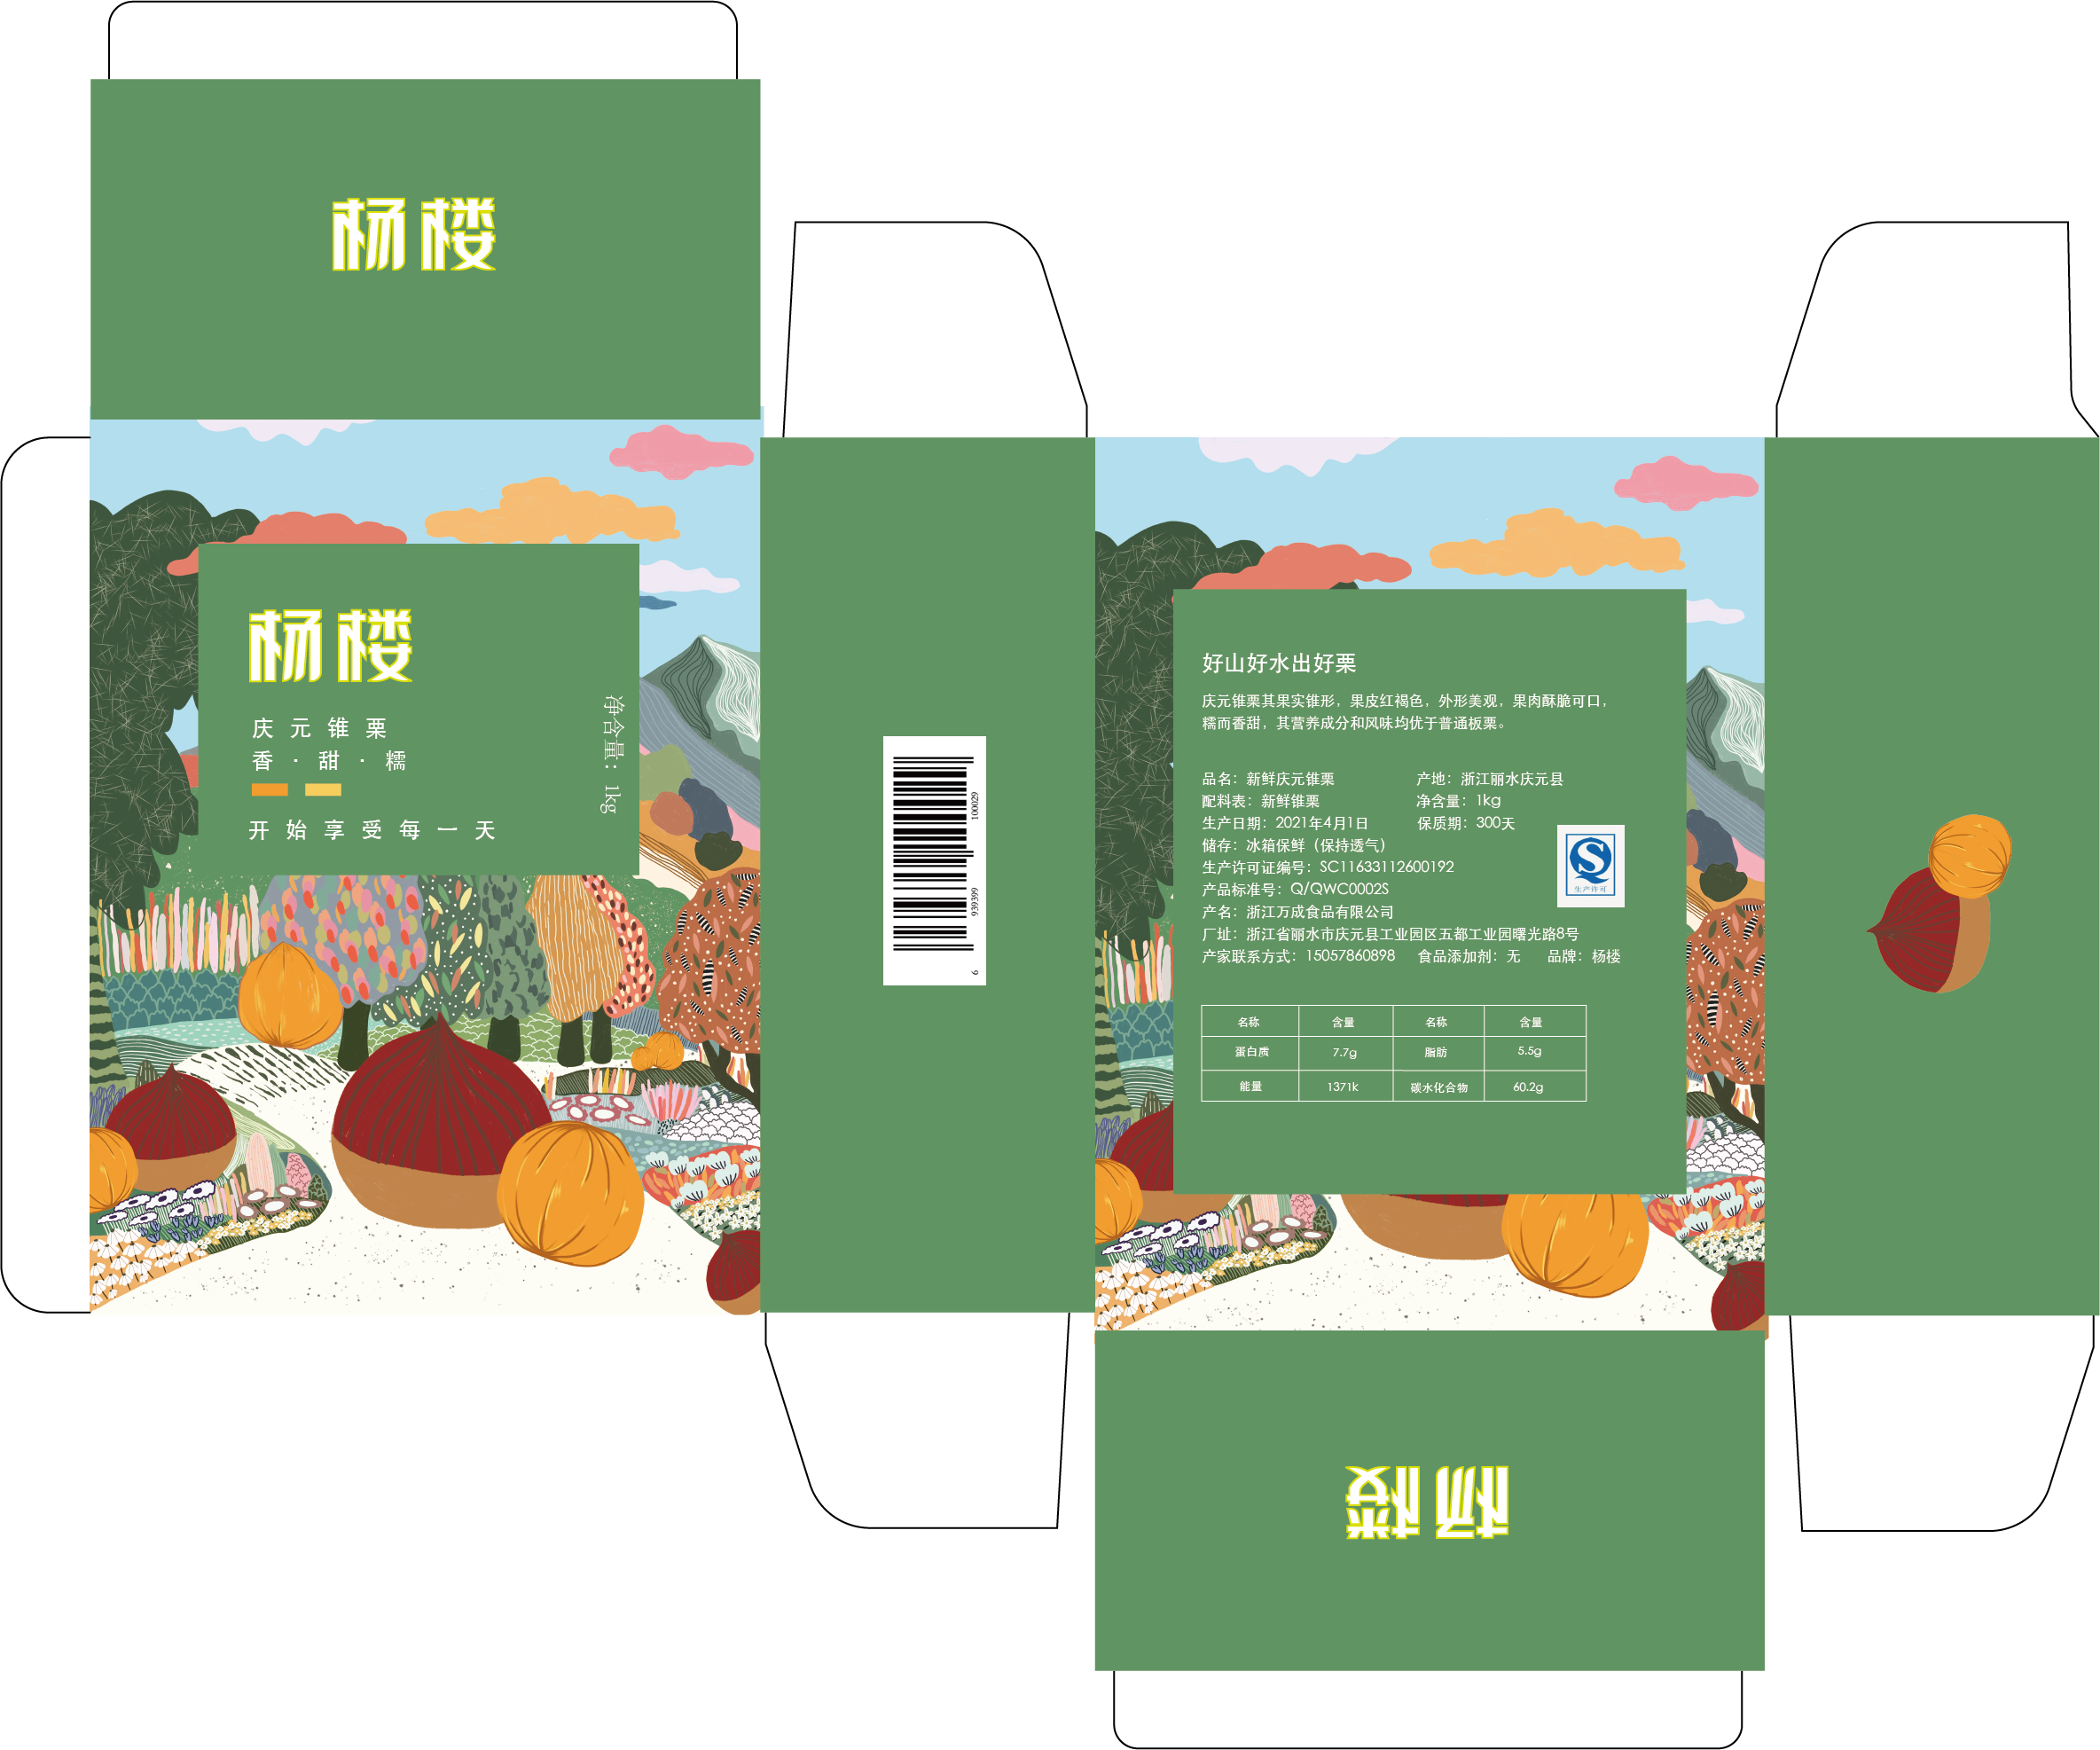 杨楼
杨楼
庆元锥栗
香·甜·糯
开始享受每一天
净含量：1kg
6 939399 100029
好山好水出好栗
庆元锥栗其果实锥形，果皮红褐色，外形美观，果肉酥脆可口，
糯而香甜，其营养成分和风味均优于普通板栗。
品名：新鲜庆元锥栗 产地：浙江丽水庆元县
配料表：新鲜锥栗 净含量：1kg
生产日期：2021年4月1日 保质期：300天
储存：冰箱保鲜（保持透气）
生产许可证编号：SC11633112600192
产品标准号：Q/QWC0002S
产名：浙江万成食品有限公司
厂址：浙江省丽水市庆元县工业园区五都工业园曙光路8号
产家联系方式：15057860898 食品添加剂：无 品牌：杨楼
生产许可
名称 含量 名称 含量
蛋白质 7.7g 脂肪 5.5g
能量 1371k 碳水化合物 60.2g
杨楼